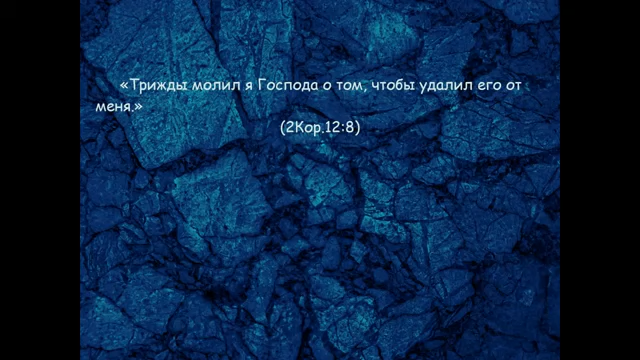 «Трижды молил я Господа о том, чтобы удалил его от
меня.»
(2Кор.12:8)